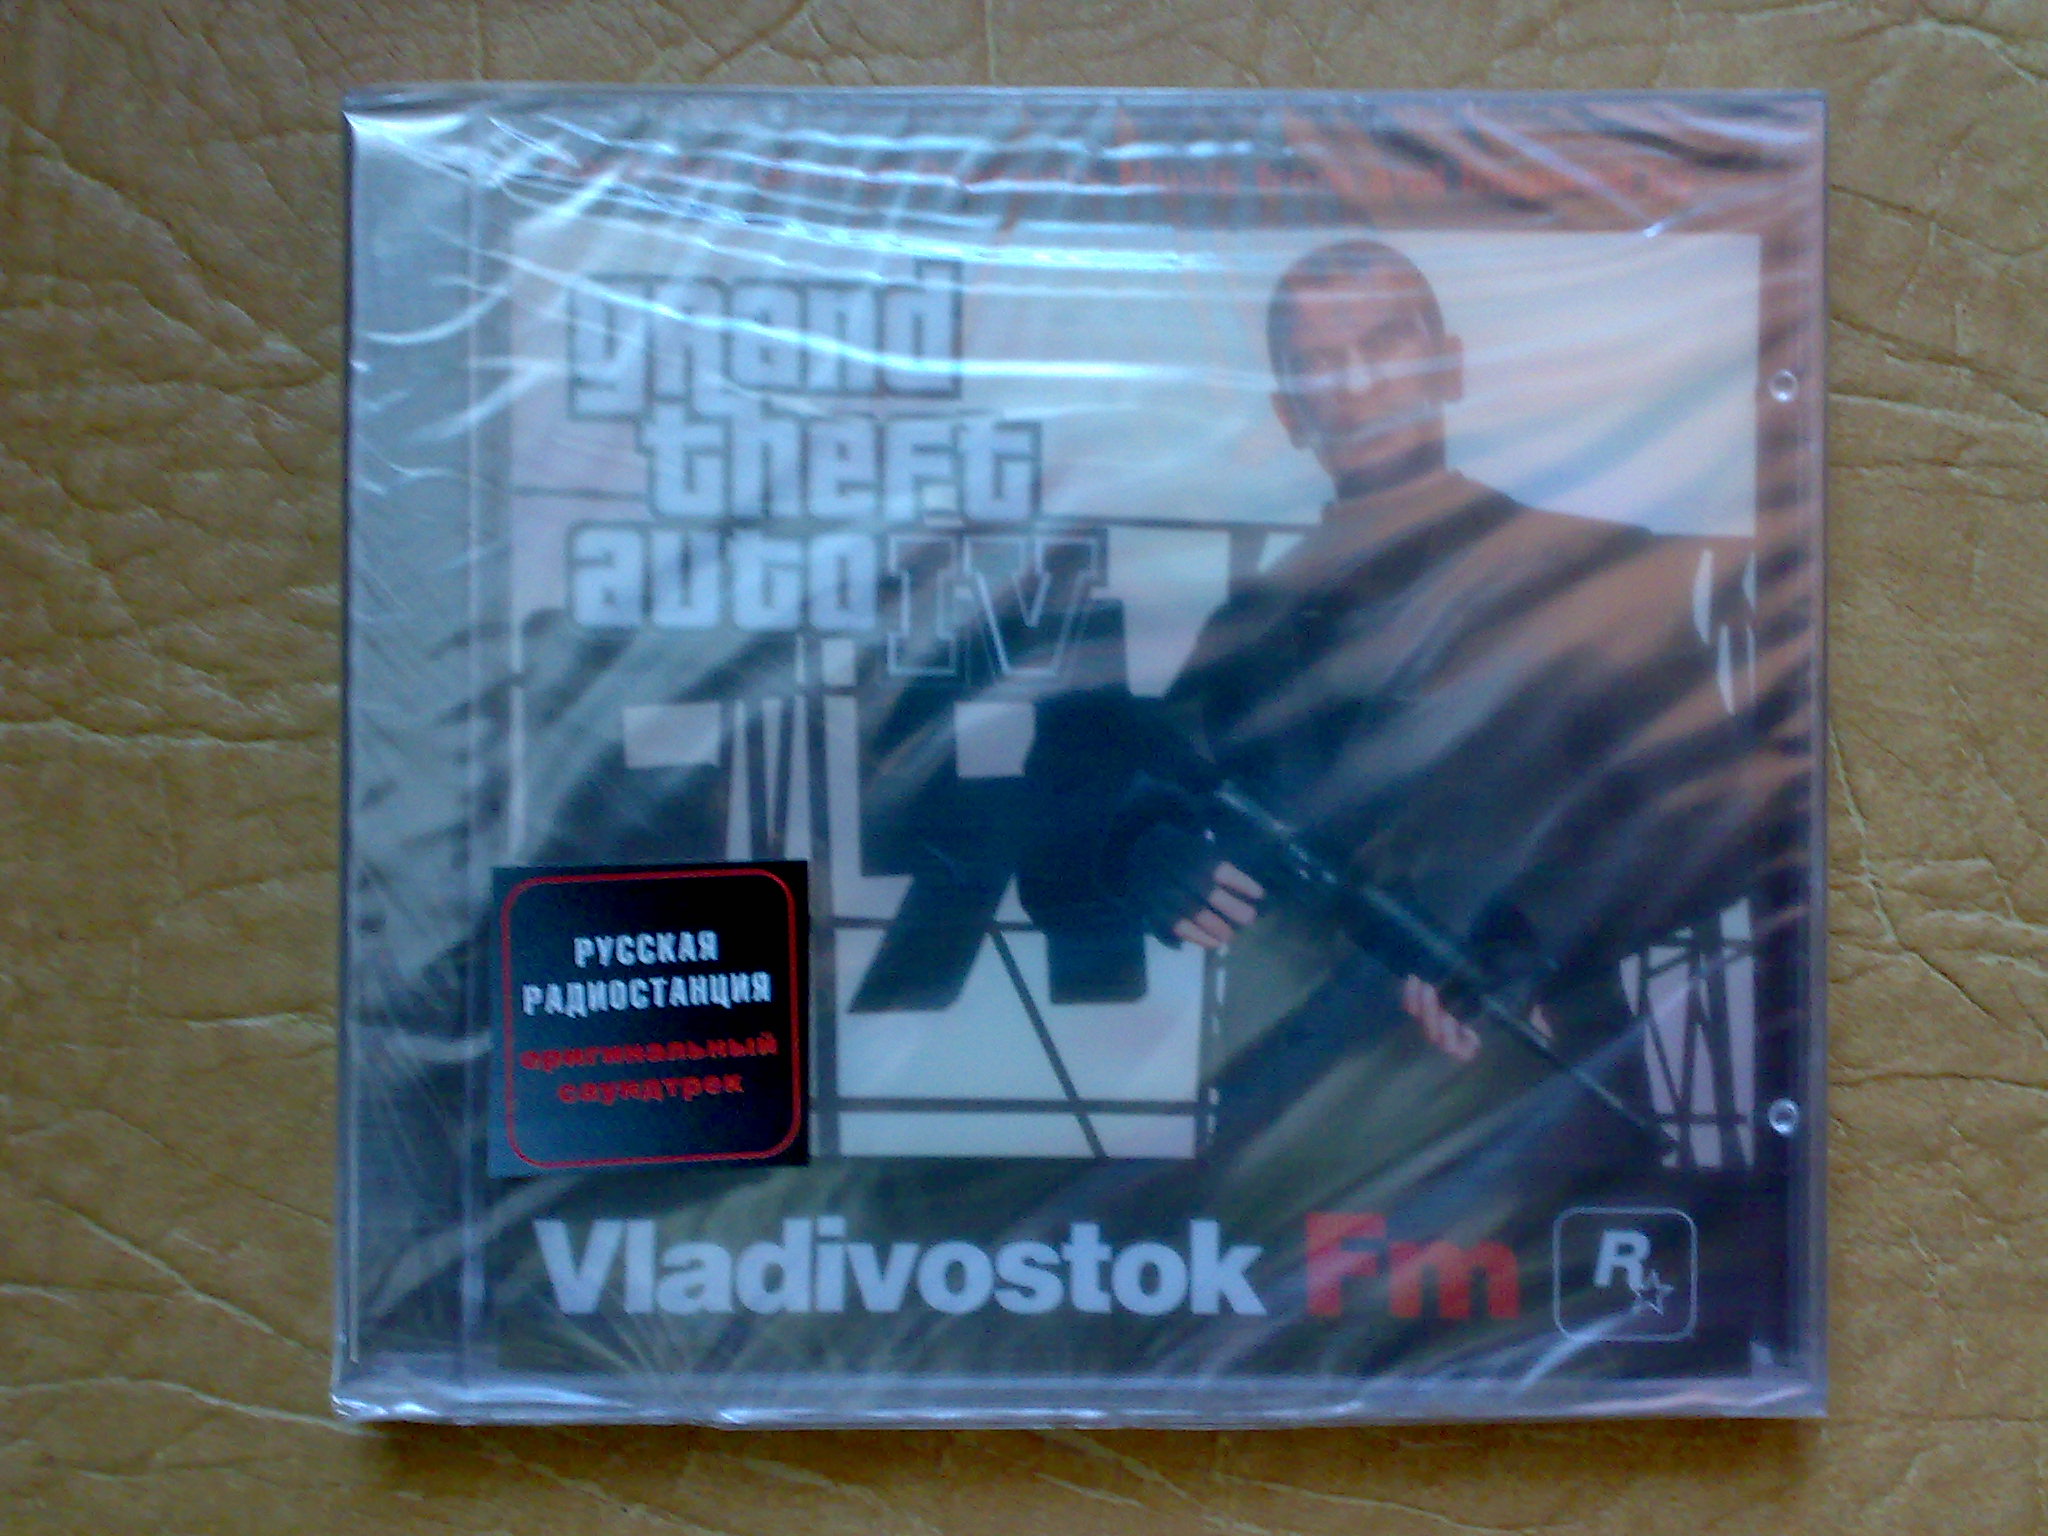 grand
theft
auto IV
РУССКАЯ
РАДИОСТАНЦИЯ
оригинальный
саундтрек
Vladivostok Fm
R